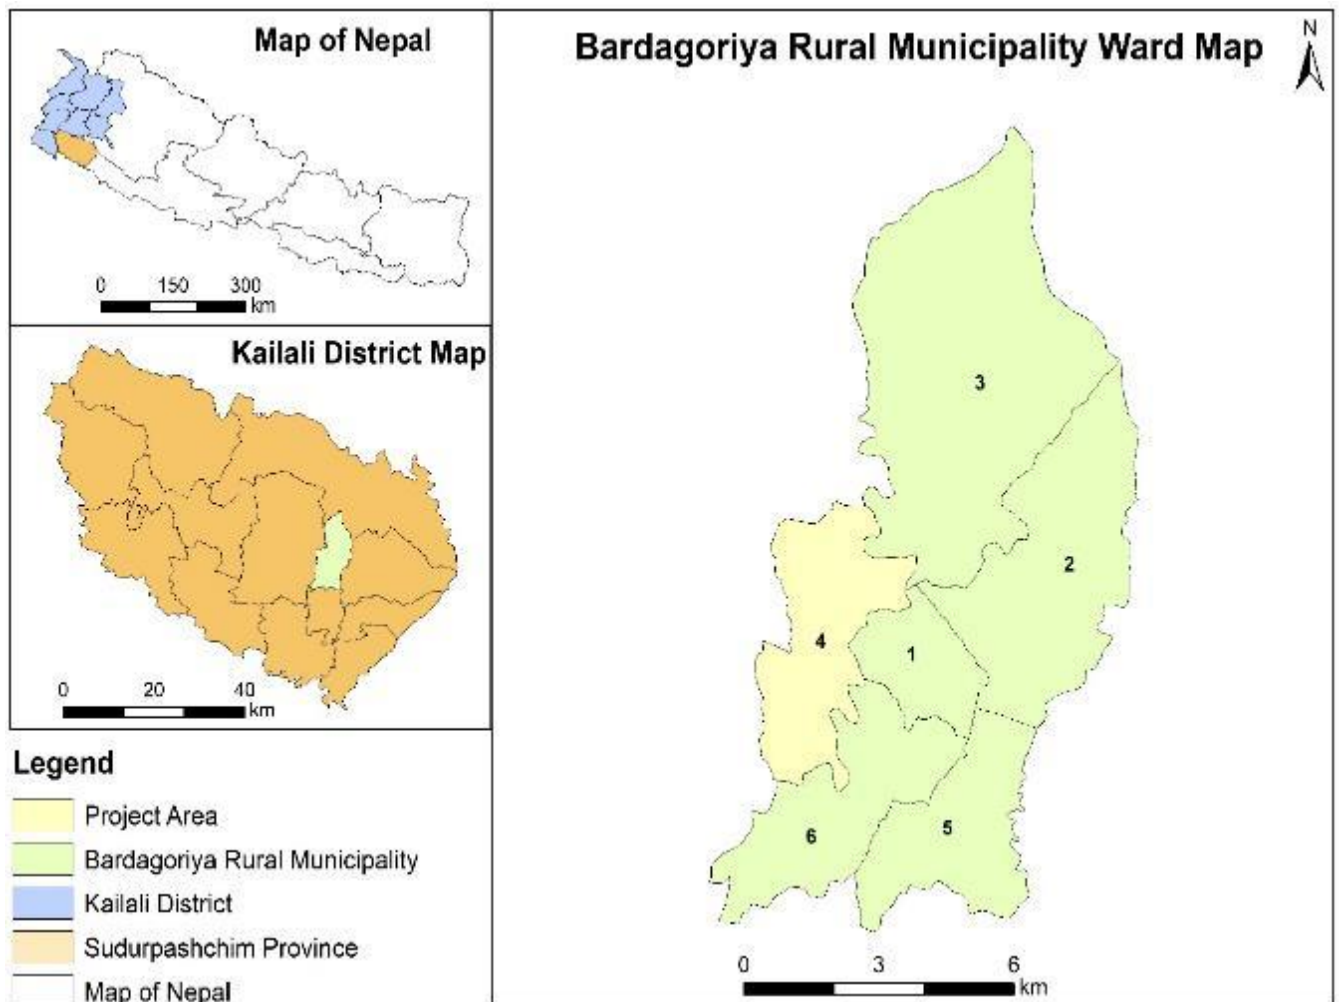 Map of Nepal
0 150 300
km
Kailali District Map
0 20 40
km
Legend
Project Area
Bardagoriya Rural Municipality
Kailali District
Sudurpashchim Province
Map of Nepal
Bardagoriya Rural Municipality Ward Map
N
3
2
4
1
6
5
0 3 6
km